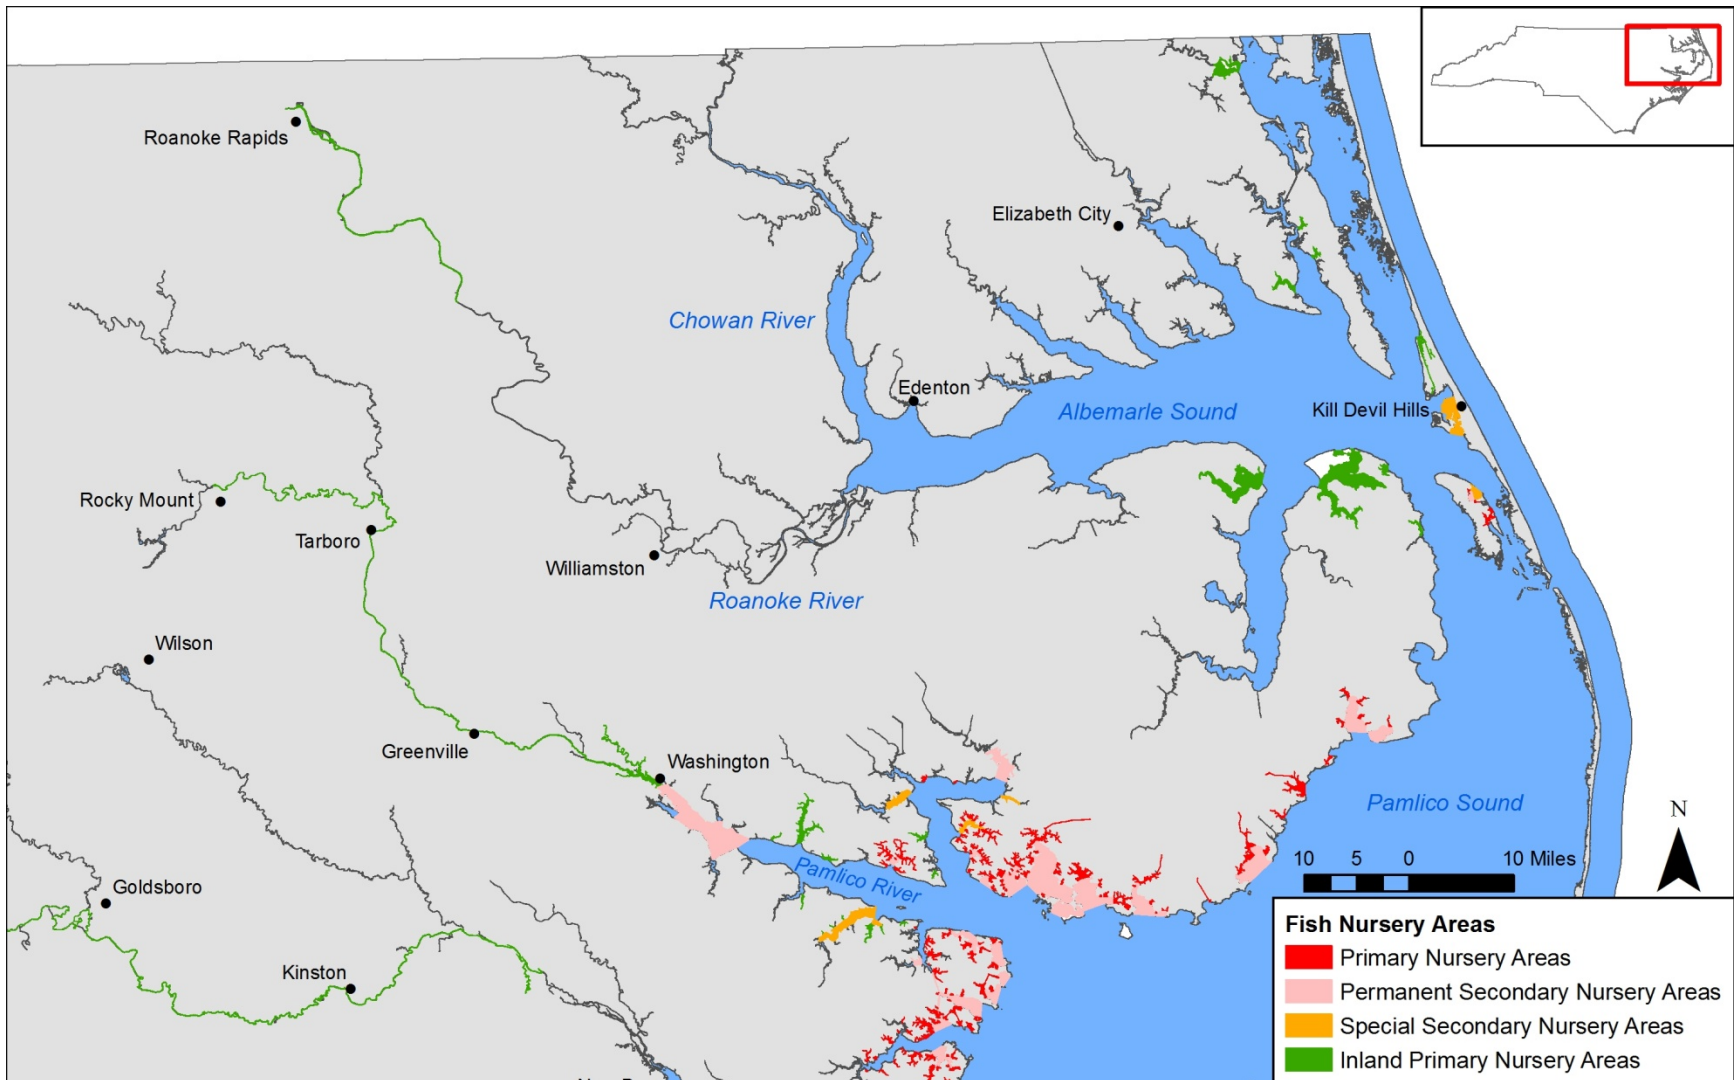 Roanoke Rapids
Elizabeth City
Chowan River
Edenton
Albemarle Sound
Kill Devil Hills
Rocky Mount
Tarboro
Williamston
Roanoke River
Wilson
Greenville
Washington
Pamlico Sound
N
10 5 0 10 Miles
Pamlico River
Goldsboro
Kinston
Fish Nursery Areas
Primary Nursery Areas
Permanent Secondary Nursery Areas
Special Secondary Nursery Areas
Inland Primary Nursery Areas